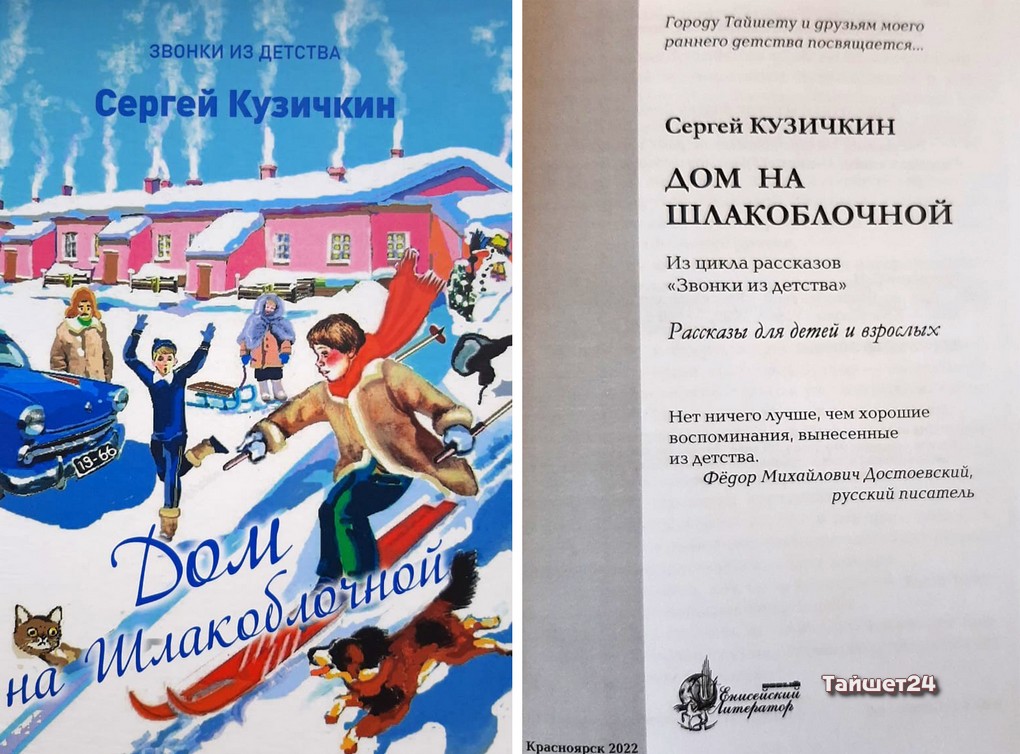 ЗВОНКИ ИЗ ДЕТСТВА
Сергей Кузичкин
19-66
Дом
на Шлакоблочной
Городу Тайшету и друзьям моего
раннего детства посвящается...
Сергей КУЗИЧКИН
ДОМ НА
ШЛАКОБЛОЧНОЙ
Из цикла рассказов
«Звонки из детства»
Рассказы для детей и взрослых
Нет ничего лучше, чем хорошие
воспоминания, вынесенные
из детства.
Фёдор Михайлович Достоевский,
русский писатель
Енисейский
Литератор
Тайшет24
Красноярск 2022